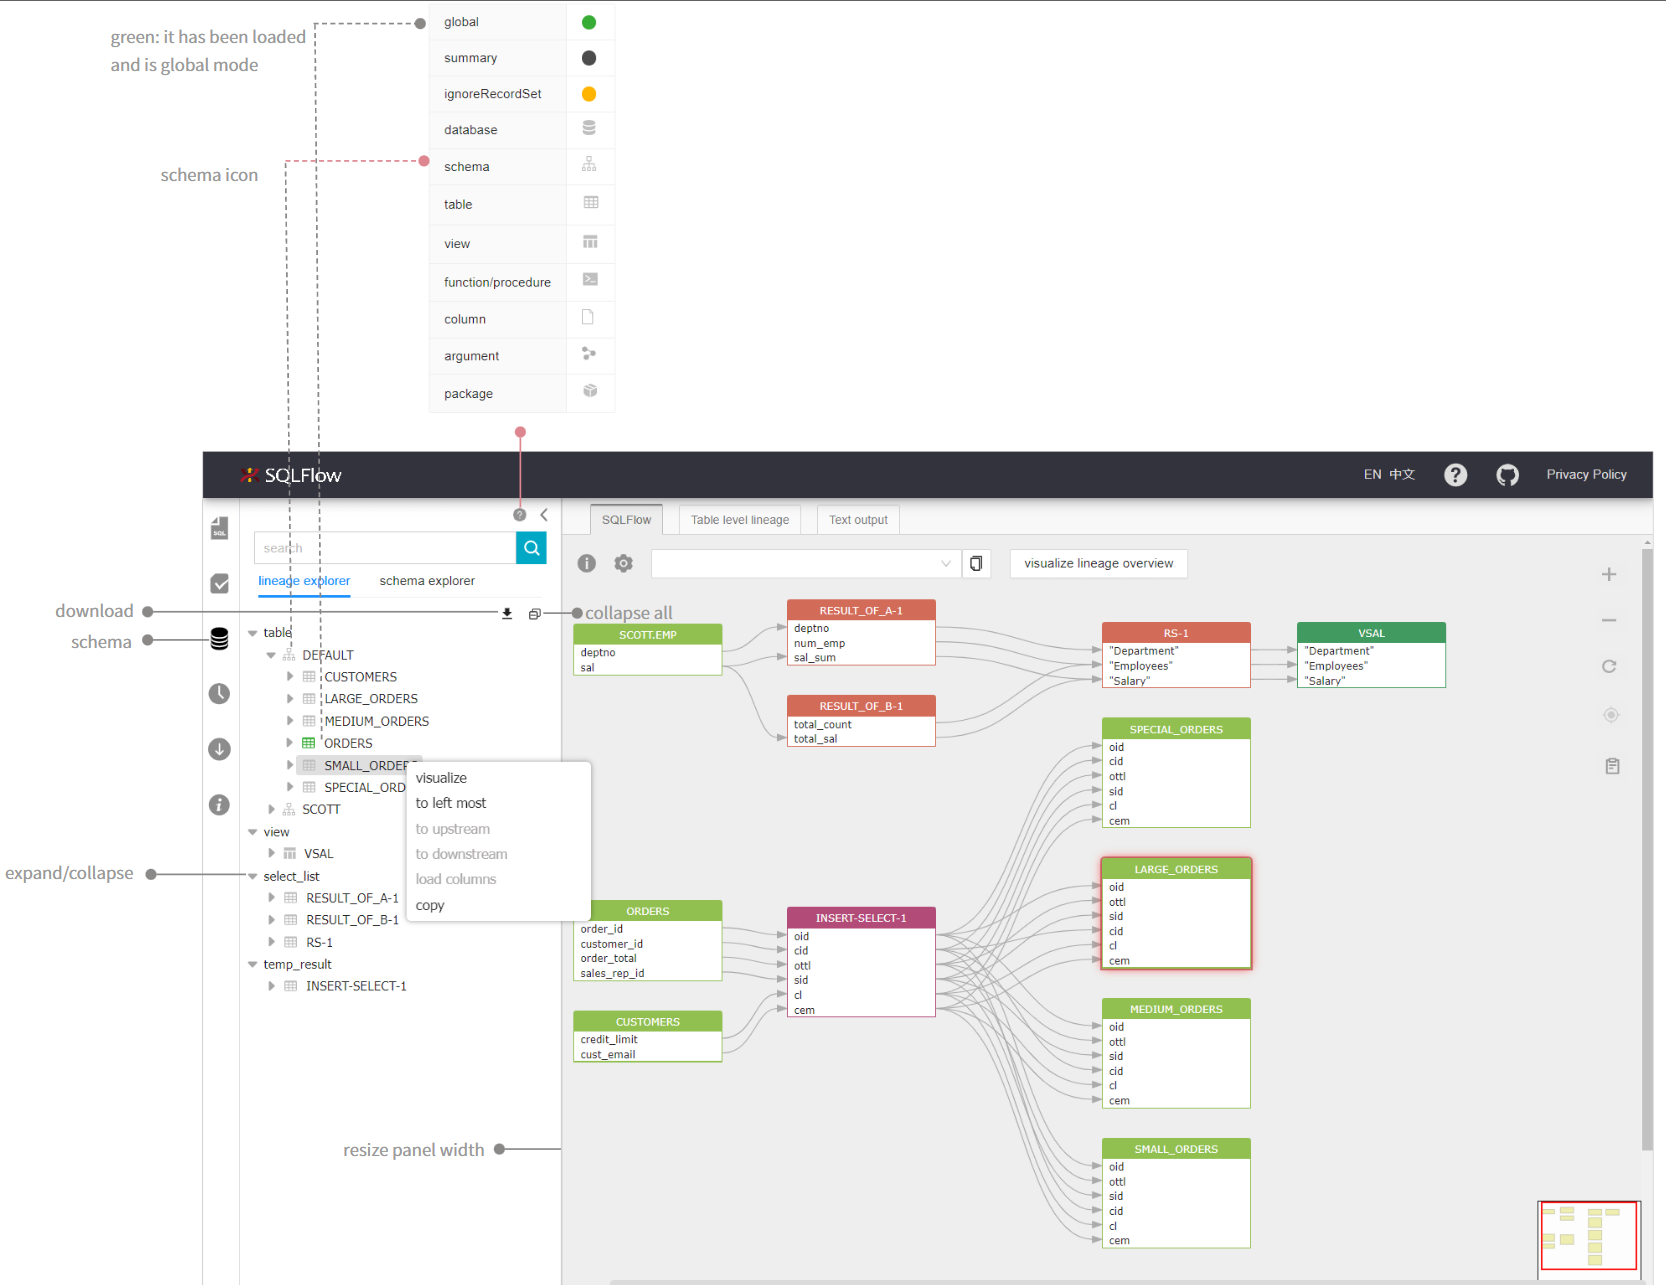 green: it has been loaded
and is global mode
global
summary
ignoreRecordSet
database
schema icon
schema
table
view
function/procedure
column
argument
package
SQLFlow
EN 中文
?
Privacy Policy
SQL
?
search
lineage explorer
schema explorer
SQLFlow
Table level lineage
Text output
visualize lineage overview
download
collapse all
schema
table
DEFAULT
CUSTOMERS
LARGE_ORDERS
MEDIUM_ORDERS
ORDERS
SMALL_ORDERS
SPECIAL_ORD
SCOTT
view
VSAL
expand/collapse
select_list
RESULT_OF_A-1
RESULT_OF_B-1
RS-1
temp_result
INSERT-SELECT-1
visualize
to left most
to upstream
to downstream
load columns
copy
resize panel width
SCOTT.EMP
deptno
sal
RESULT_OF_A-1
deptno
num_emp
sal_sum
RESULT_OF_B-1
total_count
total_sal
RS-1
"Department"
"Employees"
"Salary"
VSAL
"Department"
"Employees"
"Salary"
SPECIAL_ORDERS
oid
cid
ottl
sid
cl
cem
LARGE_ORDERS
oid
ottl
sid
cid
cl
cem
ORDERS
order_id
customer_id
order_total
sales_rep_id
INSERT-SELECT-1
oid
cid
ottl
sid
cl
cem
CUSTOMERS
credit_limit
cust_email
MEDIUM_ORDERS
oid
ottl
sid
cid
cl
cem
SMALL_ORDERS
oid
ottl
sid
cid
cl
cem